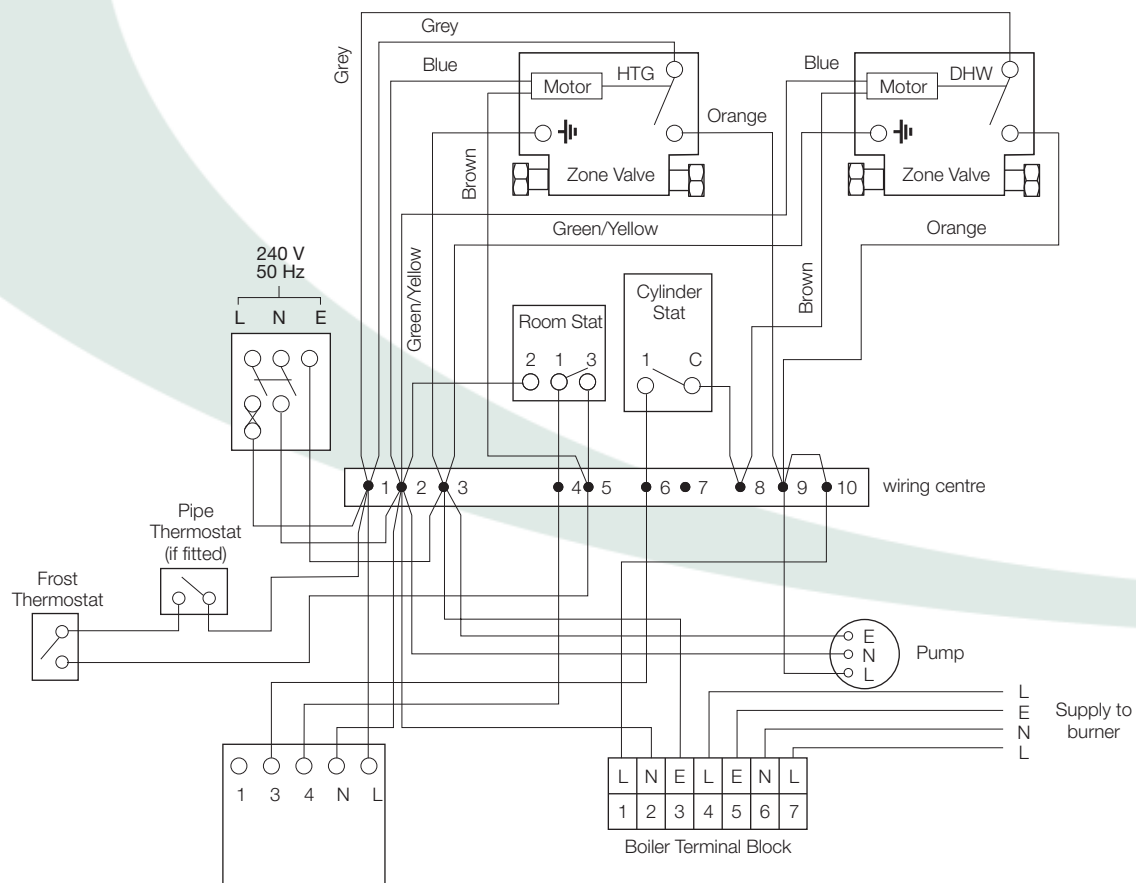 Grey
Grey
Blue
Motor
HTG
Orange
Brown
Zone Valve
Green/Yellow
Green/Yellow
Blue
Motor
DHW
Zone Valve
Orange
Brown
240 V
50 Hz
L N E
Room Stat
2 1 3
Cylinder
Stat
1 C
1 2 3 4 5 6 7 8 9 10
wiring centre
Pipe
Thermostat
(if fitted)
Frost
Thermostat
E
N
L
Pump
L
E
N
L
Supply to
burner
1 3 4 N L
L N E L E N L
1 2 3 4 5 6 7
Boiler Terminal Block